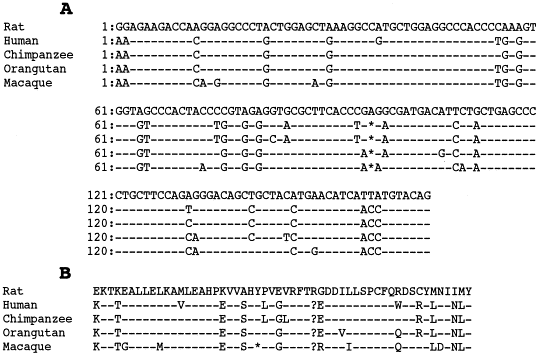 A
Rat 1:GGAGAAGACCAAGGAGGCCCTACTGGAGCTAAAGGCCATGCTGGAGGCCCACCCCAAAGT
Human 1:AA---------C---------G--------G------G----------------TG-G--
Chimpanzee 1:AA---------C---------G--------G-----------------------TG-G--
Orangutan 1:AA---------C---------G--------G-----------------------TG-G--
Macaque 1:AA---------CA-G------G------A-G-----------------------TG-G--
61:GGTAGCCCACTACCCCGTAGAGGTGCGCTTCACCCGAGGCGATGACATTCTGCTGAGCCC
61:---GT---------TG--G-G---A---------T-*-A---------C-A---------
61:---GT---------TG--G-G-C-A---------T-*-A---------C-A---------
61:---GT----------G--G-G-------------A*-A-------G-C--A---------
61:---GT--------A----G-G---A---------A*-A---------CA-A---------
121:CTGCTTCCAGAGGGACAGCTGCTACATGAACATCATTATGTACAG
120:----------T--------C-----C---------ACC-------
120:----------C--------C-----C---------ACC-------
120:----------CA-------C----TC---------ACC-------
120:----------CA-------C-------G-------ACC-------
B
Rat EKTKEALLELKAMLEAHPKVVAHYPVEVRFTRGDDILLSPCFQRDSCYMNIIMY
Human K--T---------V----E--S--L-G----?E----------W---R-L--NL-
Chimpanzee K--T--------------E--S--L-GL---?E--------------R-L--NL-
Orangutan K--T--------------E--S-----G---?E---V------Q---R-L--NL-
Macaque K--TG---M---------E--S-*---G---?R----I-----Q---R-LD-NL-